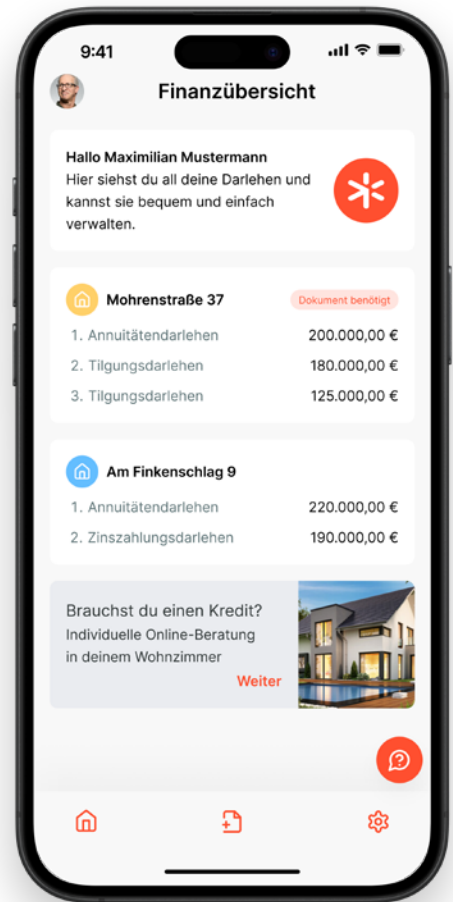 9:41
Finanzübersicht
Hallo Maximilian Mustermann
Hier siehst du all deine Darlehen und
kannst sie bequem und einfach
verwalten.
Mohrenstraße 37 Dokument benötigt
1. Annuitätendarlehen 200.000,00 €
2. Tilgungsdarlehen 180.000,00 €
3. Tilgungsdarlehen 125.000,00 €
Am Finkenschlag 9
1. Annuitätendarlehen 220.000,00 €
2. Zinszahlungsdarlehen 190.000,00 €
Brauchst du einen Kredit?
Individuelle Online-Beratung
in deinem Wohnzimmer
Weiter